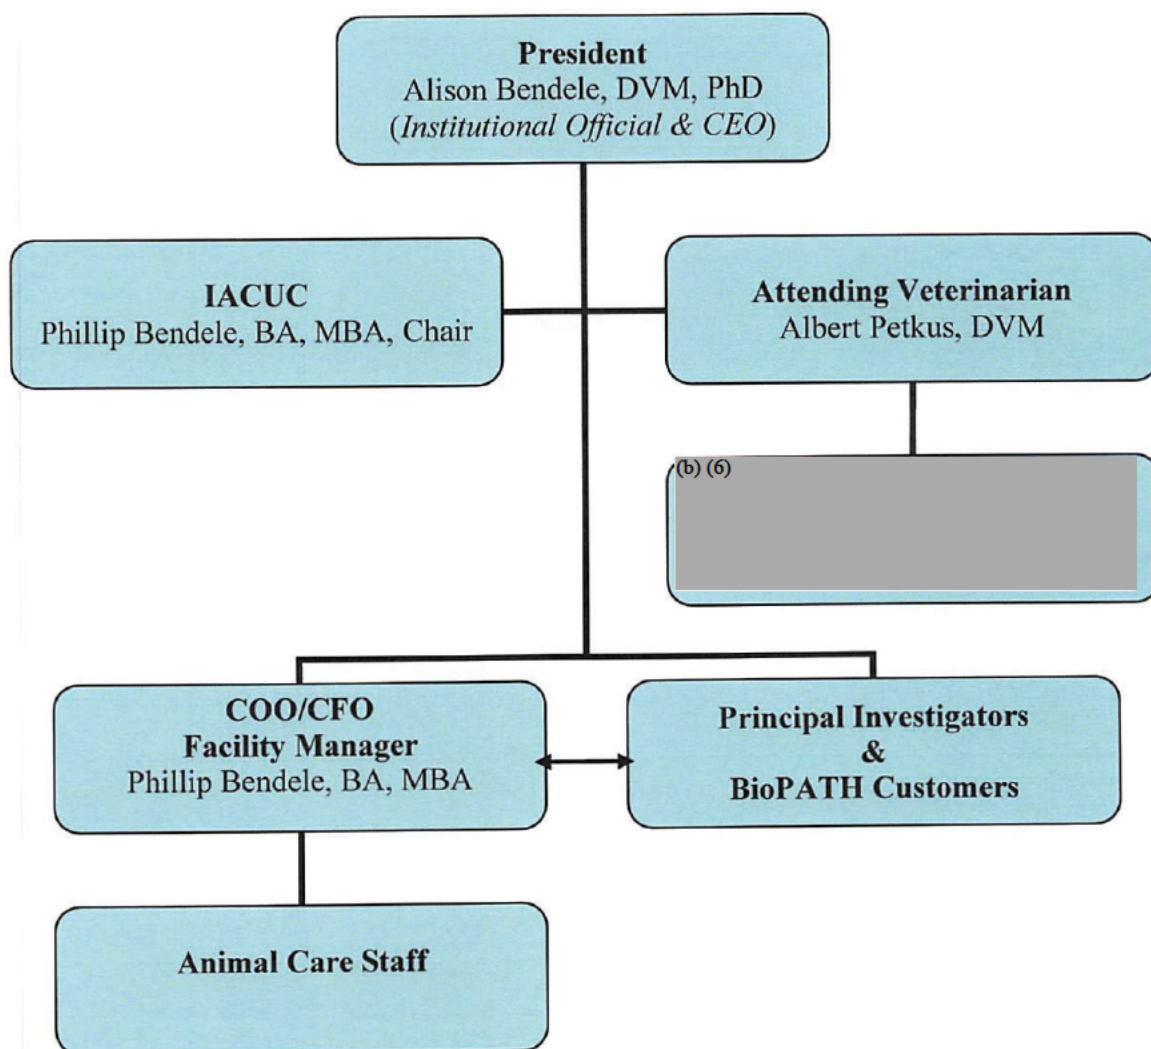 President
Alison Bendele, DVM, PhD
(Institutional Official & CEO)
IACUC
Phillip Bendele, BA, MBA, Chair
Attending Veterinarian
Albert Petkus, DVM
(b) (6)
COO/CFO
Facility Manager
Phillip Bendele, BA, MBA
Principal Investigators
&
BioPATH Customers
Animal Care Staff